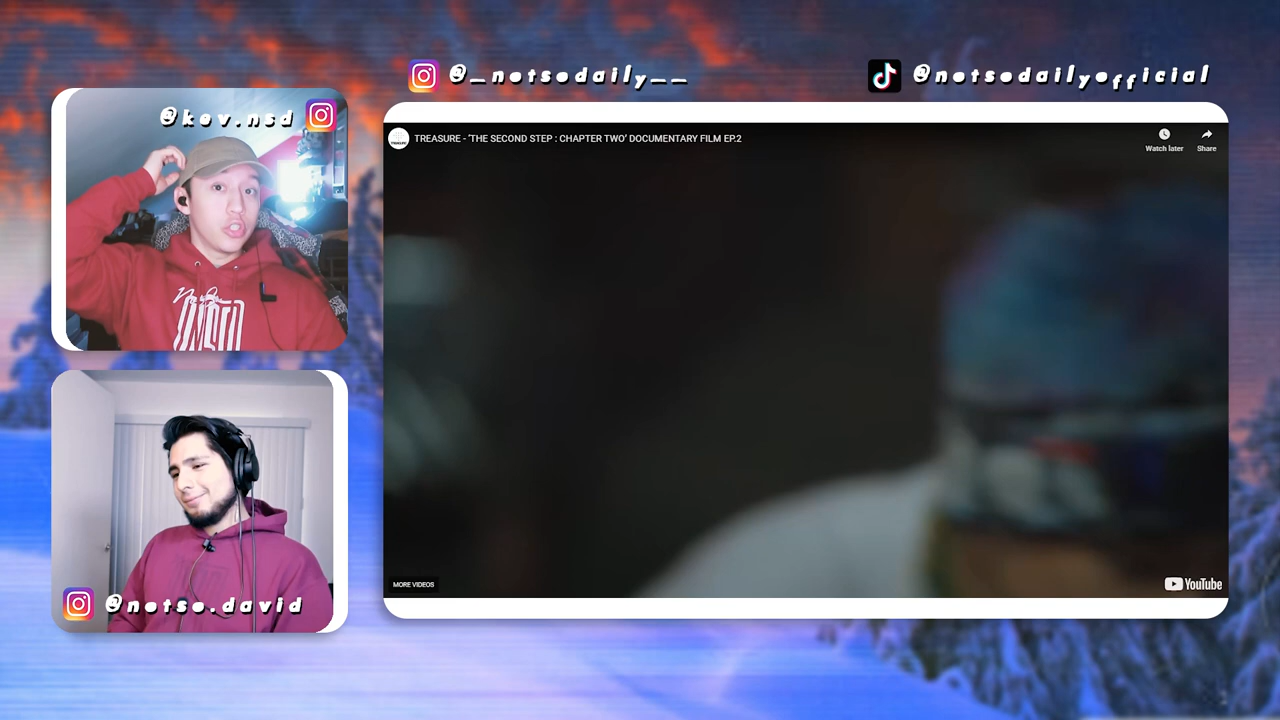 @_notsodaily__
@notsodailyofficial
@kev.nsd
TREASURE - 'THE SECOND STEP : CHAPTER TWO' DOCUMENTARY FILM EP.2
Watch later
Share
MORE VIDEOS
YouTube
@notso.david